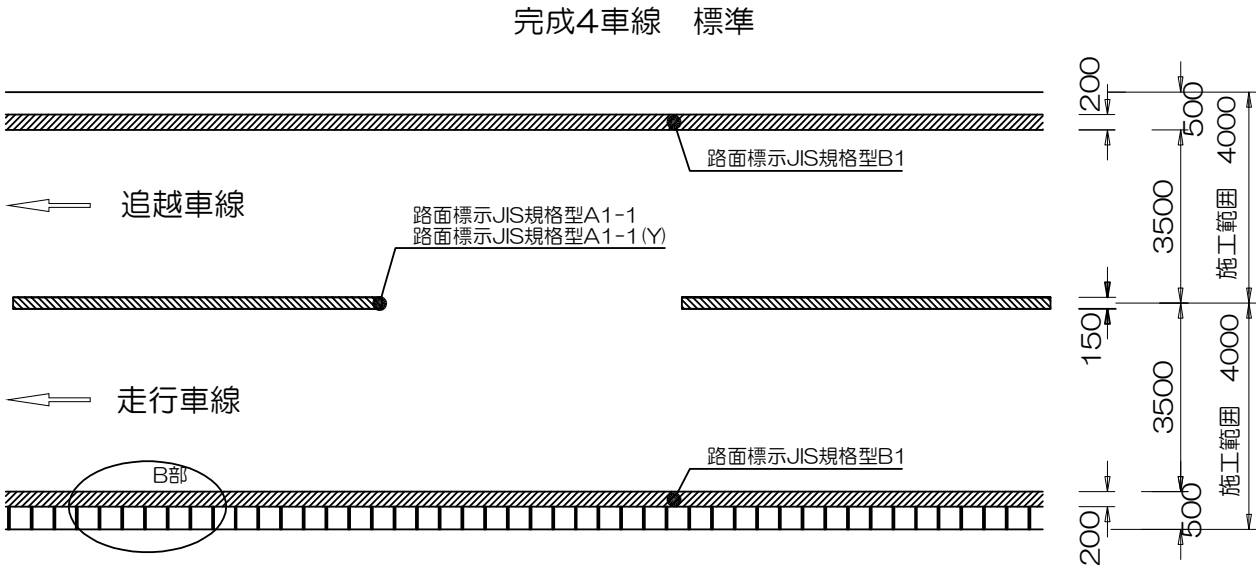 完成4車線　標準
200
500
施工範囲　4000
路面標示JIS規格型B1
追越車線
路面標示JIS規格型A1-1
路面標示JIS規格型A1-1(Y)
3500
150
走行車線
3500
施工範囲　4000
路面標示JIS規格型B1
B部
200
500